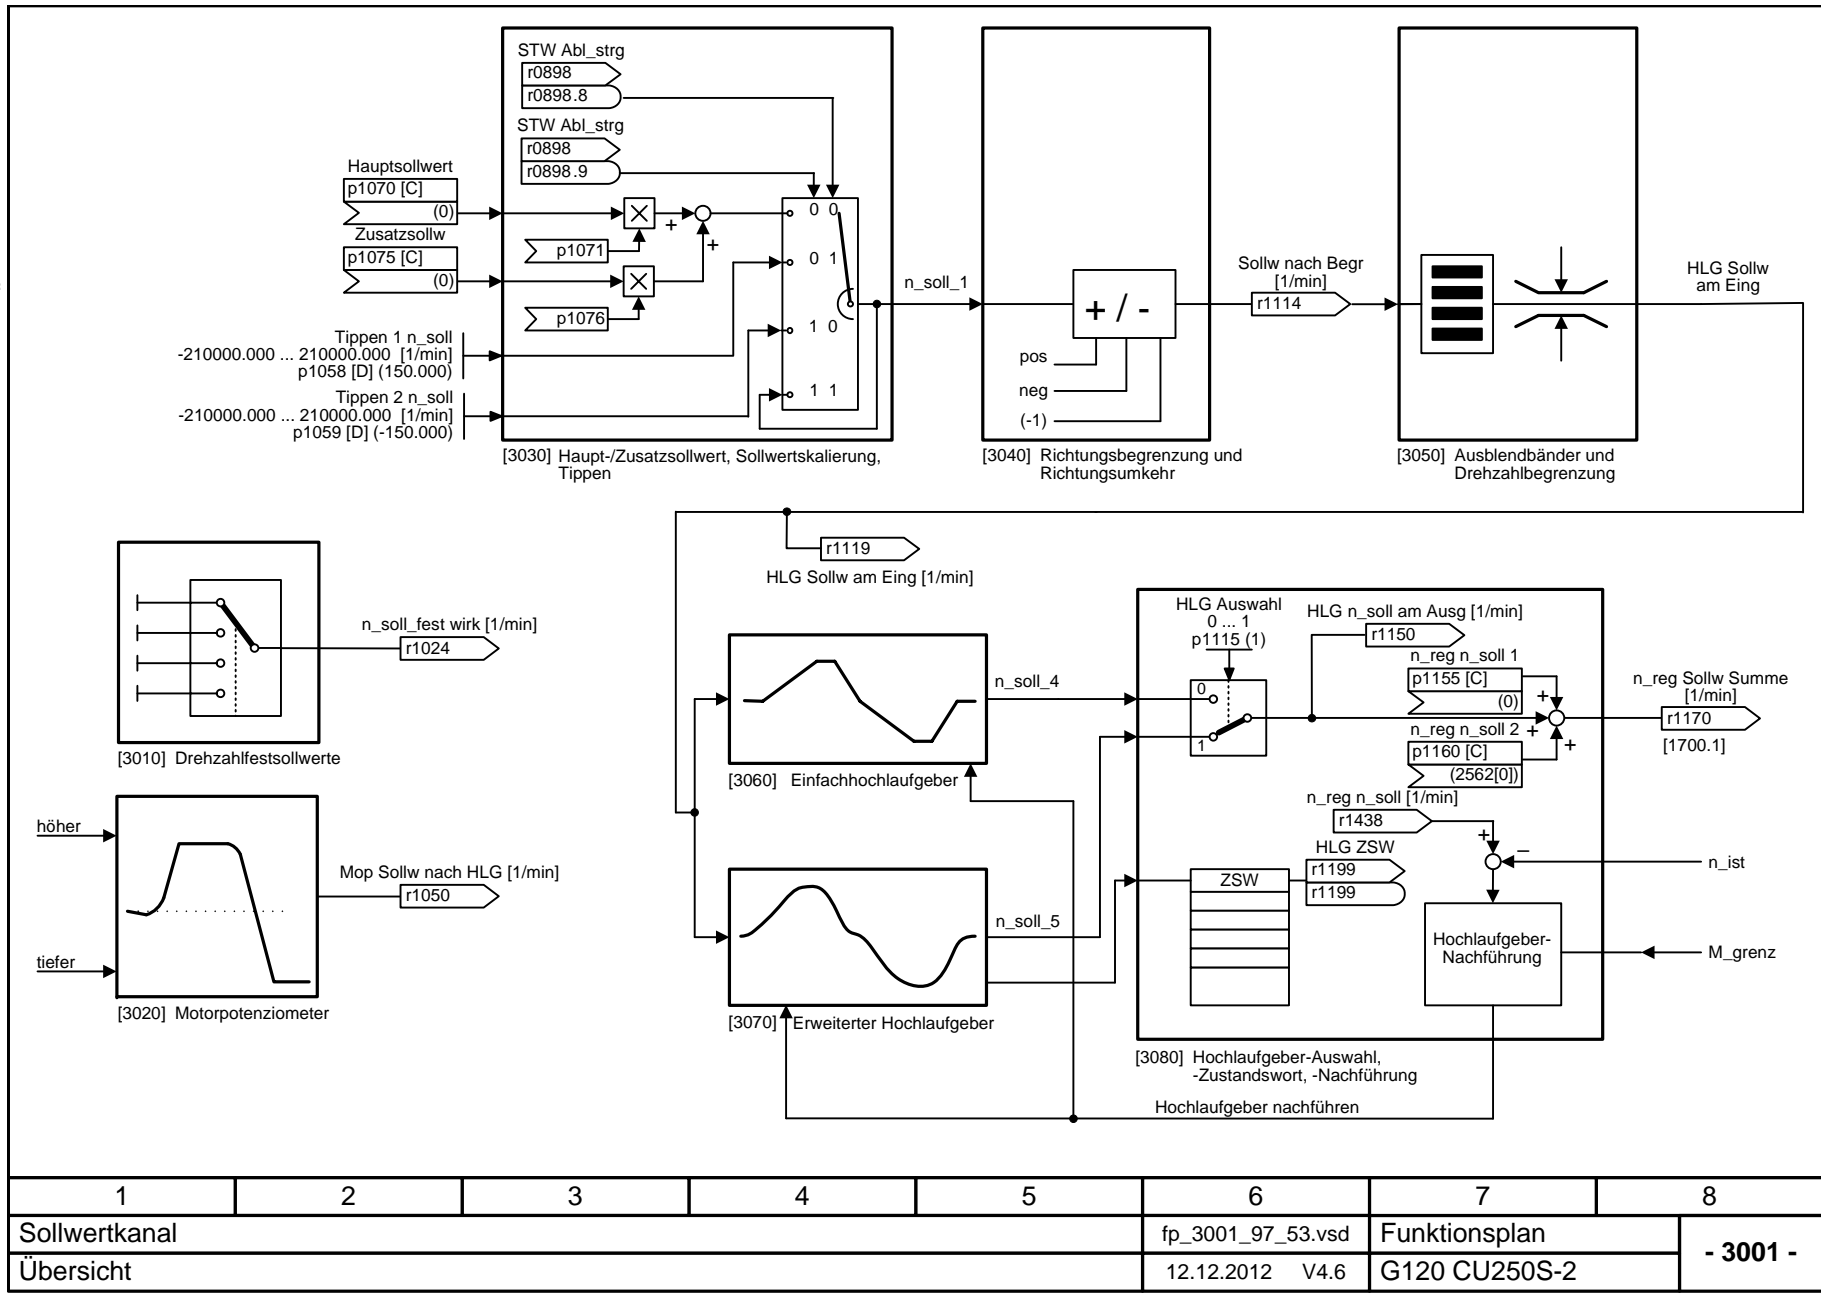 STW Abl_strg
r0898
r0898.8
STW Abl_strg
r0898
r0898.9
Hauptsollwert
p1070 [C]
(0)
Zusatzsollw
p1075 [C]
(0)
p1071
p1076
+
+
0 0
0 1
1 0
1 1
Tippen 1 n_soll
-210000.000 ... 210000.000 [1/min]
p1058 [D] (150.000)
Tippen 2 n_soll
-210000.000 ... 210000.000 [1/min]
p1059 [D] (-150.000)
[3030] Haupt-/Zusatzsollwert, Sollwertskalierung,
Tippen
n_soll_1
+ / -
pos
neg
(-1)
[3040] Richtungsbegrenzung und
Richtungsumkehr
Sollw nach Begr
[1/min]
r1114
[3050] Ausblendbänder und
Drehzahlbegrenzung
HLG Sollw
am Eing
r1119
HLG Sollw am Eing [1/min]
n_soll_fest wirk [1/min]
r1024
[3010] Drehzahlfestsollwerte
höher
tiefer
Mop Sollw nach HLG [1/min]
r1050
[3020] Motorpotenziometer
n_soll_4
[3060] Einfachhochlaufgeber
n_soll_5
[3070] Erweiterter Hochlaufgeber
HLG Auswahl
0 ... 1
p1115 (1)
0
1
HLG n_soll am Ausg [1/min]
r1150
n_reg n_soll 1
p1155 [C]
(0)
+
+
+
n_reg n_soll 2
p1160 [C]
(2562[0])
n_reg Sollw Summe
[1/min]
r1170
[1700.1]
n_reg n_soll [1/min]
r1438
+
–
n_ist
HLG ZSW
r1199
r1199
ZSW
Hochlaufgeber-
Nachführung
M_grenz
[3080] Hochlaufgeber-Auswahl,
-Zustandswort, -Nachführung
Hochlaufgeber nachführen
1 2 3 4 5 6 7 8
Sollwertkanal
fp_3001_97_53.vsd
Funktionsplan
- 3001 -
Übersicht
12.12.2012 V4.6
G120 CU250S-2